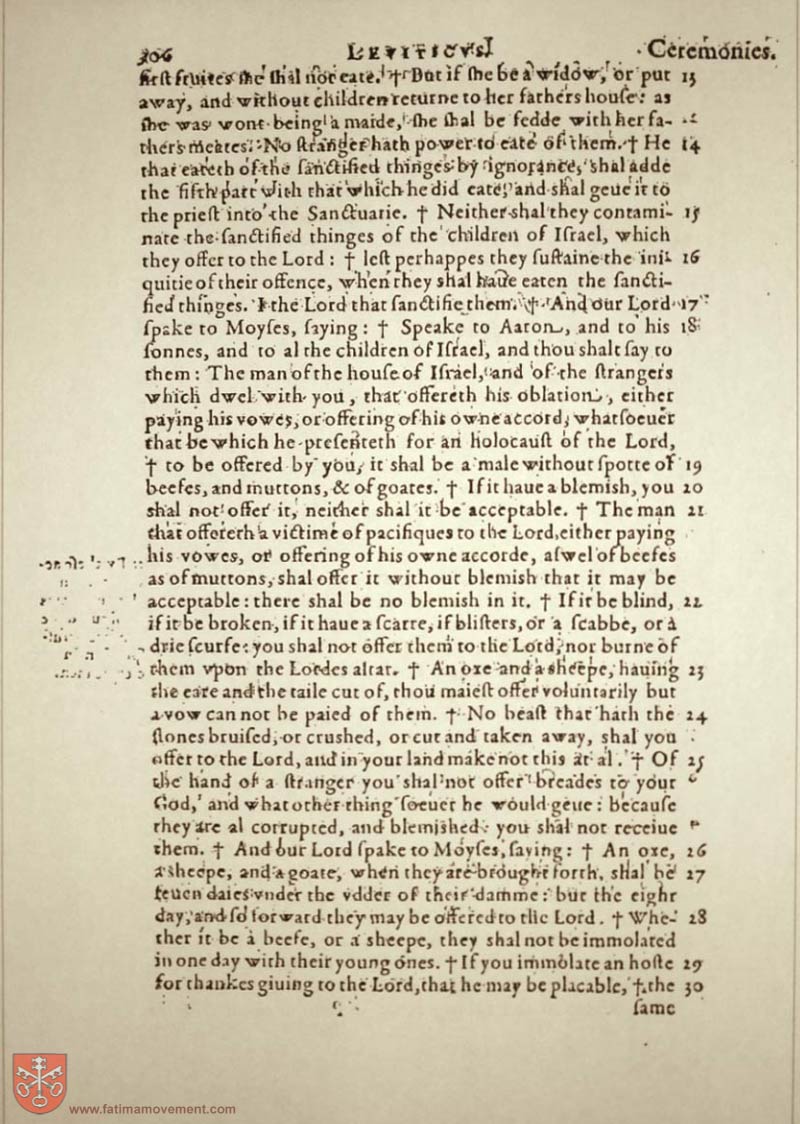 306 LEVITICVS. Ceremonies.
first fruites she shal not eate. † But if she be a widow, or put 13
away, and without children returne to her fathers house: as
she was wont being a maide, she shal be fedde with her fa-
thers meates. No stranger hath power to eate of them. † He 14
that eateth of the sanctified thinges by ignorance, shal adde
the fifth part with that which he did eate, and shal geue it to
the priest into the Sanctuarie. † Neither shal they contami- 15
nate the sanctified thinges of the children of Israel, which
they offer to the Lord: † lest perhappes they sustaine the ini- 16
quitie of their offence, when they shal haue eaten the sancti-
fied thinges. I the Lord that sanctifie them. † And our Lord 17
spake to Moyses, saying: † Speake to Aaron, and to his 18
sonnes, and to al the children of Israel, and thou shalt say to
them: The man of the house of Israel, and of the strangers
which dwel with you, that offereth his oblation, either
paying his vowes, or offering of his owne accord, whatsoeuer
that be which he presenteth for an holocaust of the Lord,
† to be offered by you, it shal be a male without spotte of 19
beefes, and muttons, & of goates. † If it haue a blemish, you 20
shal not offer it, neither shal it be acceptable. † The man 21
that offereth a victime of pacifiques to the Lord, either paying
his vowes, or offering of his owne accorde, aswel of beefes
as of muttons, shal offer it without blemish that it may be
acceptable: there shal be no blemish in it. † If it be blind, 22
if it be broken, if it haue a scarre, if blisters, or a scabbe, or a
drie scurfe: you shal not offer them to the Lord, nor burne of
them vpon the Lordes altar. † An oxe and a sheepe, hauing 23
the eare and the taile cut of, thou maiest offer voluntarily but
a vow can not be paied of them. † No beast that hath the 24
stones bruised, or crushed, or cut and taken away, shal you
offer to the Lord, and in your land make not this at al. † Of 25
the hand of a stranger you shal not offer breades to your
God, and what other thing soeuer he would geue: because
they are al corrupted, and blemished: you shal not receiue
them. † And our Lord spake to Moyses, saying: † An oxe, 26
a sheepe, and a goate, when they are brought forth, shal be 27
seuen daies vnder the vdder of their damme: but the eight
day, and so forward they may be offered to the Lord. † Whe- 28
ther it be a beefe, or a sheepe, they shal not be immolated
in one day with their young ones. † If you immolate an hoste 29
for thankes giuing to the Lord, that he may be placable, † the 30
same
www.fatimamovement.com